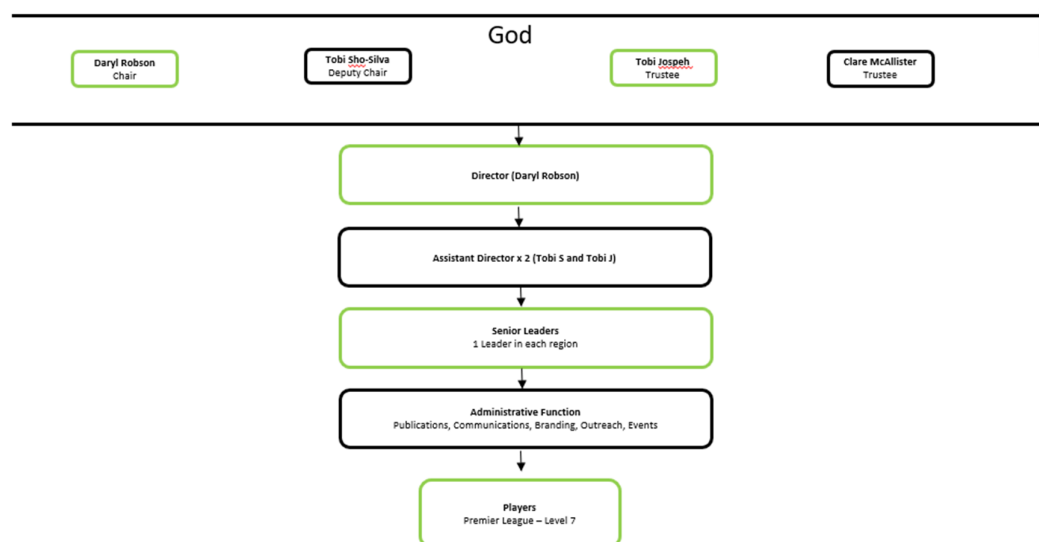 God
Daryl Robson
Chair
Tobi Sho-Silva
Deputy Chair
Tobi Jospeh
Trustee
Clare McAllister
Trustee
Director (Daryl Robson)
Assistant Director x 2 (Tobi S and Tobi J)
Senior Leaders
1 Leader in each region
Administrative Function
Publications, Communications, Branding, Outreach, Events
Players
Premier League – Level 7